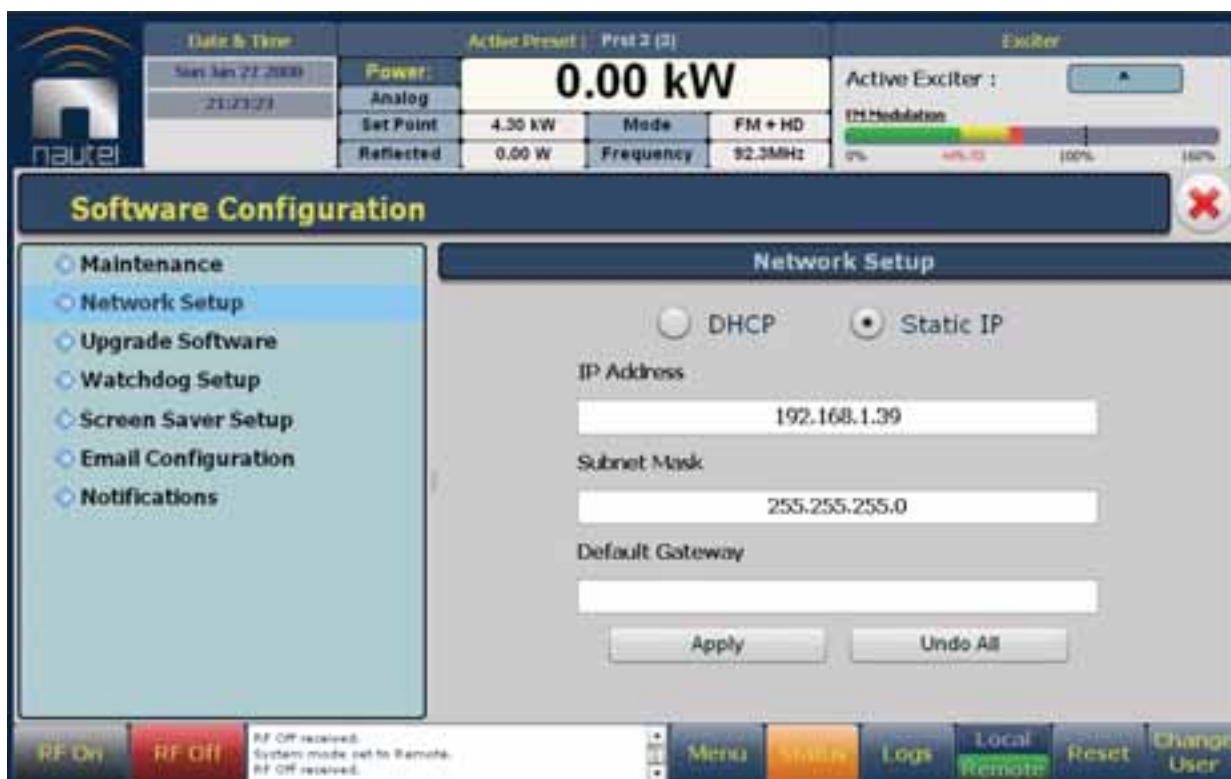 Date & Time
Active Preset : Prst 2 (2)
Exciter
21:23:23
Power:
0.00 kW
Active Exciter : A
Analog
FM Modulation
Set Point 4.30 kW Mode FM + HD
Reflected 0.00 W Frequency 92.3MHz
0% 100% 160%
nautel
Software Configuration
Maintenance
Network Setup
Upgrade Software
Watchdog Setup
Screen Saver Setup
Email Configuration
Notifications
Network Setup
DHCP Static IP
IP Address
192.168.1.39
Subnet Mask
255.255.255.0
Default Gateway
Apply Undo All
RF On RF Off
RF Off received.
System mode set to Remote.
RF Off received.
Menu Status Logs Local Remote Reset Change User